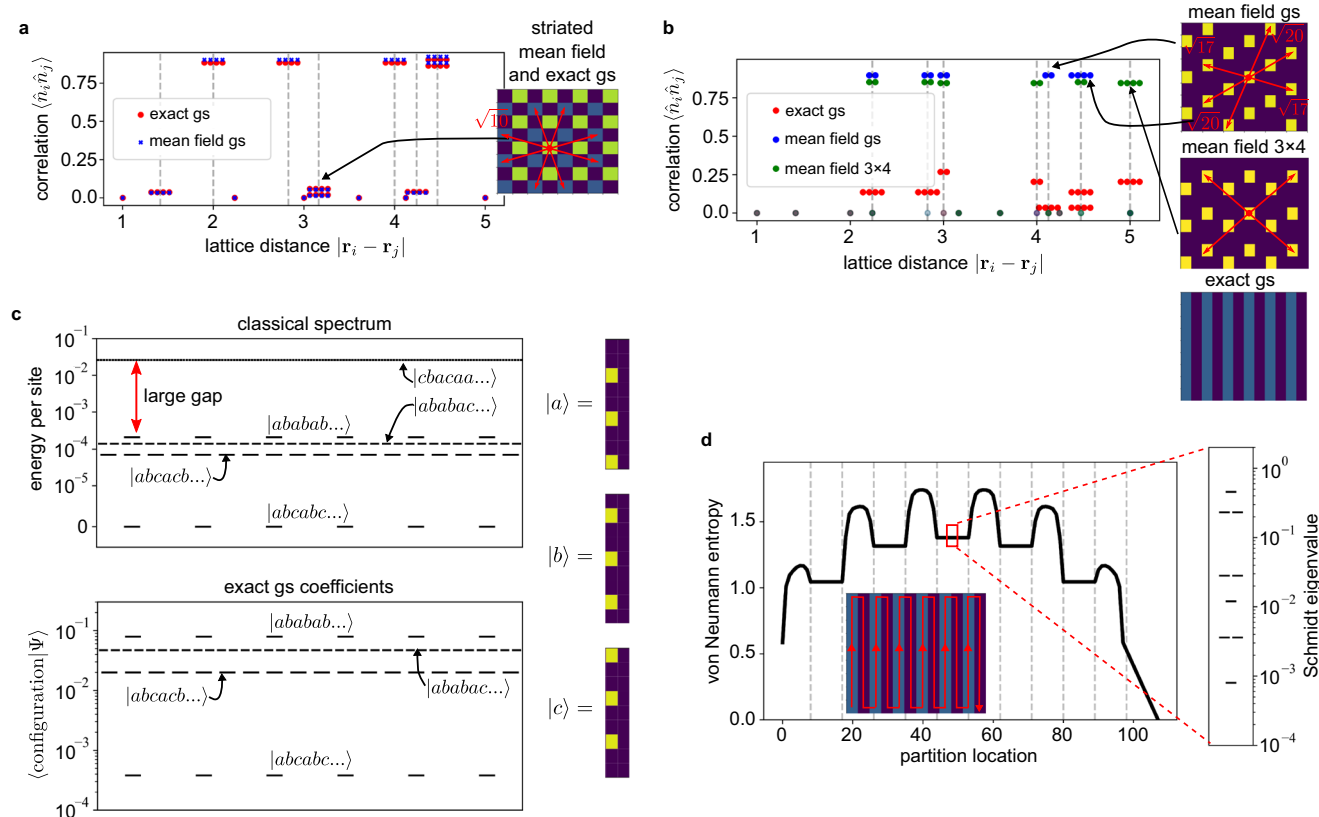 a
striated
mean field
and exact gs
correlation ⟨n̂ᵢn̂ⱼ⟩
0.75
0.50
0.25
0.0
exact gs
mean field gs
√10
1
2
3
4
5
lattice distance |rᵢ − rⱼ|
b
mean field gs
correlation ⟨n̂ᵢn̂ⱼ⟩
0.75
0.50
0.25
0.0
exact gs
mean field gs
mean field 3×4
√17
√20
√20
√17
mean field 3×4
exact gs
1
2
3
4
5
lattice distance |rᵢ − rⱼ|
c
classical spectrum
energy per site
10⁻¹
10⁻²
10⁻³
10⁻⁴
10⁻⁵
0
large gap
|cbacaa...⟩
|ababac...⟩
|ababab...⟩
|abcacb...⟩
|abcabc...⟩
|a⟩ =
|b⟩ =
|c⟩ =
exact gs coefficients
⟨configuration|Ψ⟩
10⁻¹
10⁻²
10⁻³
10⁻⁴
|ababab...⟩
|abcacb...⟩
|ababac...⟩
|abcabc...⟩
d
von Neumann entropy
1.5
1.0
0.5
0.0
0
20
40
60
80
100
partition location
10⁰
10⁻¹
10⁻²
10⁻³
10⁻⁴
Schmidt eigenvalue